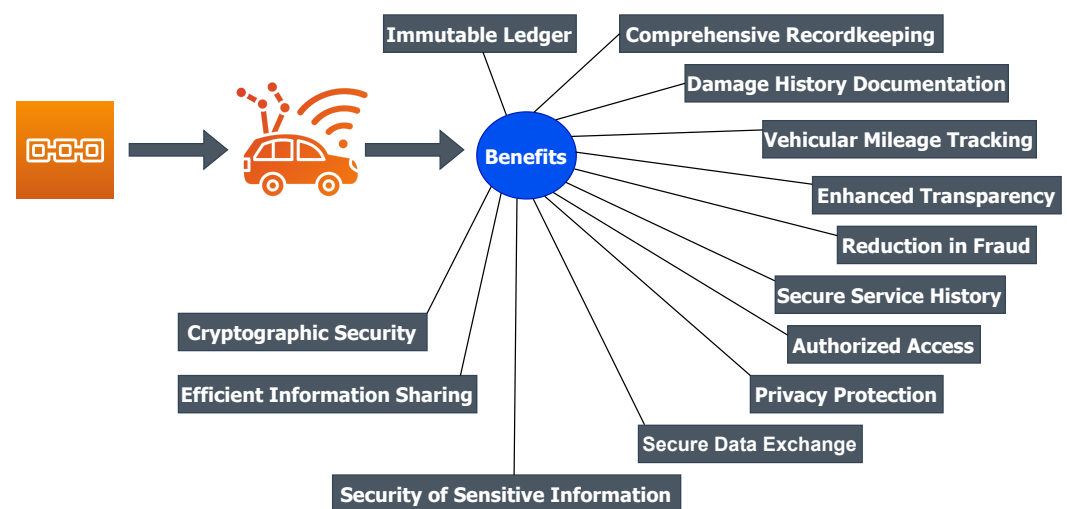 Immutable Ledger
Comprehensive Recordkeeping
Damage History Documentation
Vehicular Mileage Tracking
Benefits
Enhanced Transparency
Reduction in Fraud
Secure Service History
Cryptographic Security
Authorized Access
Efficient Information Sharing
Privacy Protection
Secure Data Exchange
Security of Sensitive Information